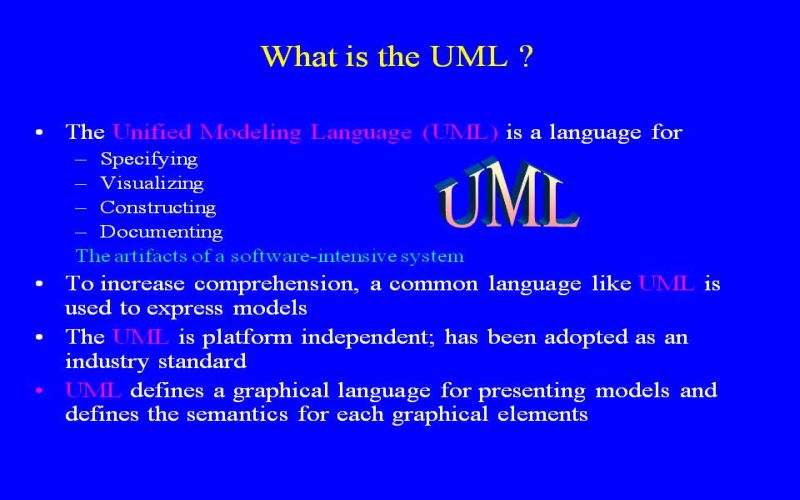 What is the UML ?
• The Unified Modeling Language (UML) is a language for
– Specifying
– Visualizing
– Constructing
– Documenting
UML
The artifacts of a software-intensive system
• To increase comprehension, a common language like UML is
used to express models
• The UML is platform independent; has been adopted as an
industry standard
• UML defines a graphical language for presenting models and
defines the semantics for each graphical elements